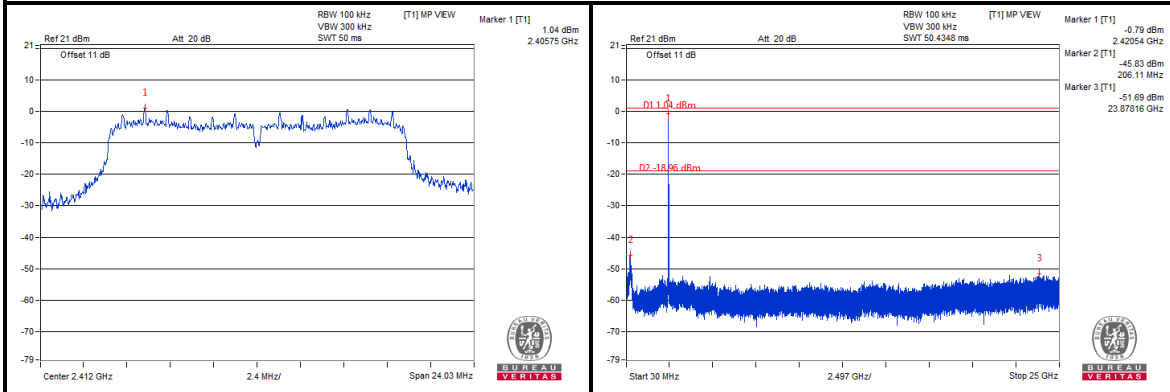 RBW 100 kHz [T1] MP VIEW
VBW 300 kHz
SWT 50 ms
Ref 21 dBm Att 20 dB
Marker 1 [T1]
1.04 dBm
2.40575 GHz
21
Offset 11 dB
10
0
-10
-20
-30
-40
-50
-60
-70
-79
1
Center 2.412 GHz 2.4 MHz/ Span 24.03 MHz
BUREAU VERITAS
1828
BUREAU
VERITAS
RBW 100 kHz [T1] MP VIEW
VBW 300 kHz
SWT 50.4348 ms
Ref 21 dBm Att 20 dB
Marker 1 [T1]
-0.79 dBm
2.42054 GHz
Marker 2 [T1]
-45.83 dBm
206.11 MHz
Marker 3 [T1]
-51.69 dBm
23.87816 GHz
21
Offset 11 dB
10
0
-10
-20
-30
-40
-50
-60
-70
-79
1
D1 1.04 dBm
D2 -18.96 dBm
2
3
Start 30 MHz 2.497 GHz/ Stop 25 GHz
BUREAU VERITAS
1828
BUREAU
VERITAS